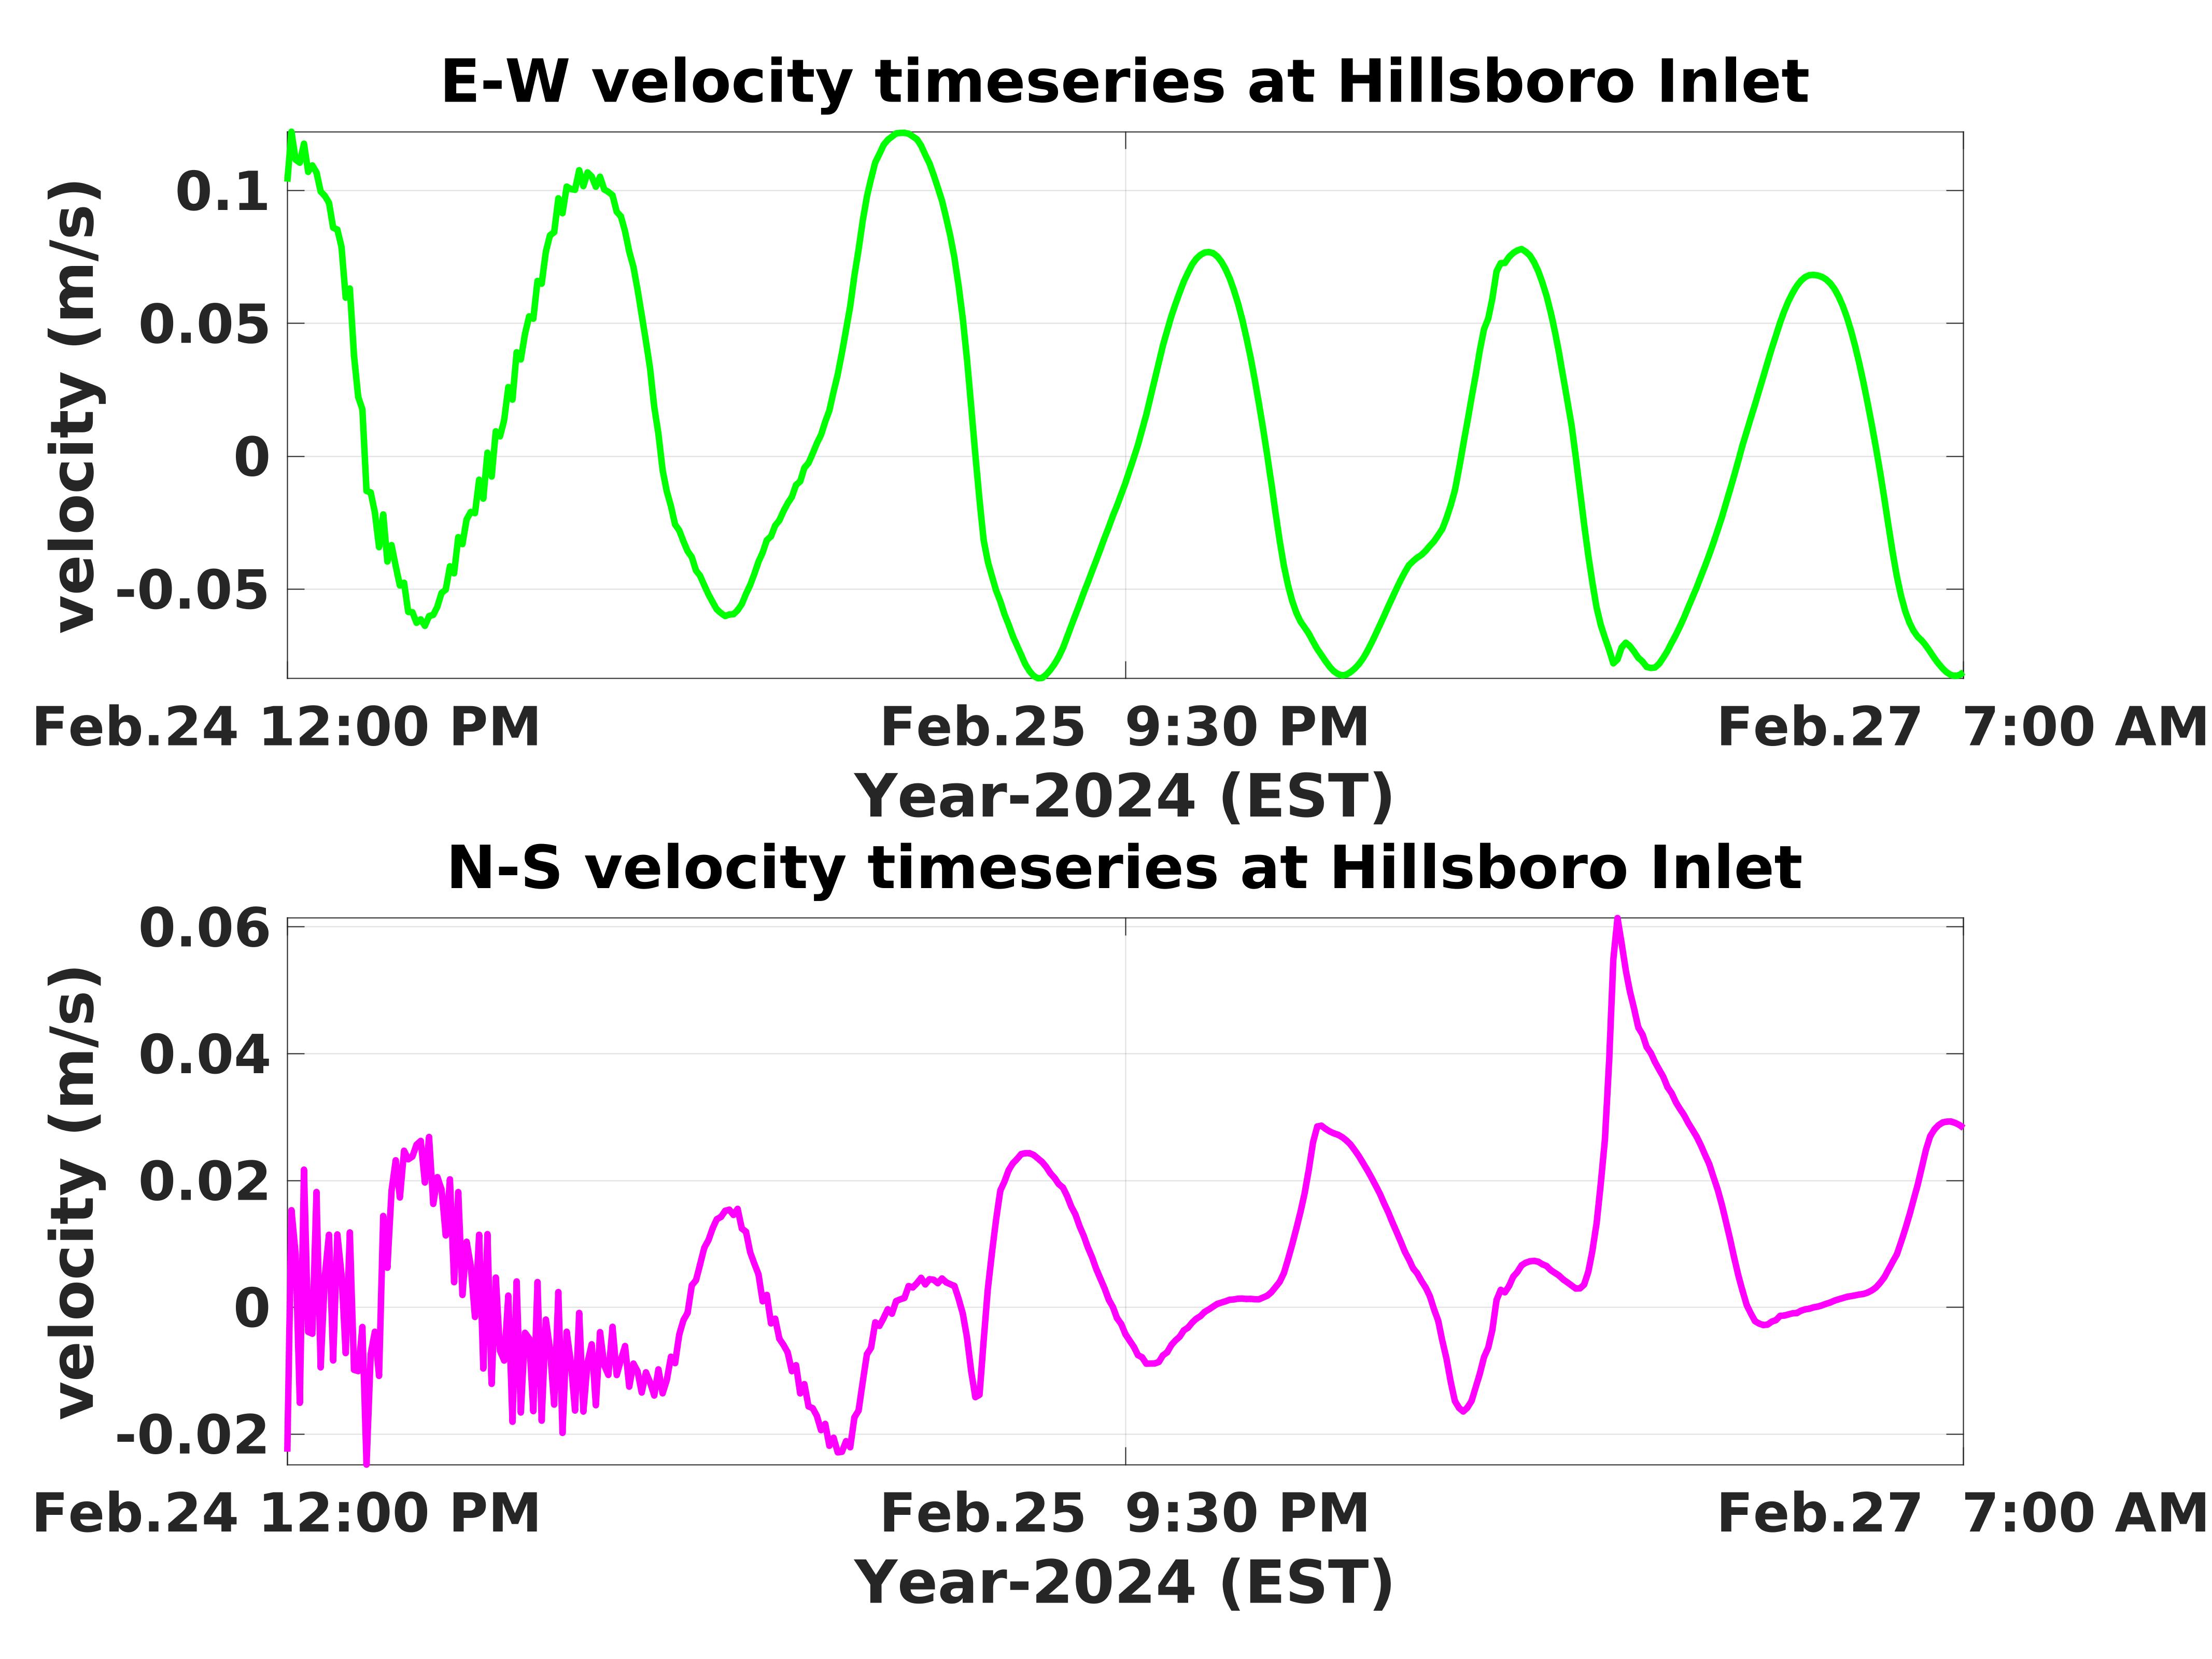 E-W velocity timeseries at Hillsboro Inlet
velocity (m/s)
0.1
0.05
0
-0.05
Feb.24 12:00 PM
Feb.25 9:30 PM
Feb.27 7:00 AM
Year-2024 (EST)
N-S velocity timeseries at Hillsboro Inlet
velocity (m/s)
0.06
0.04
0.02
0
-0.02
Feb.24 12:00 PM
Feb.25 9:30 PM
Feb.27 7:00 AM
Year-2024 (EST)